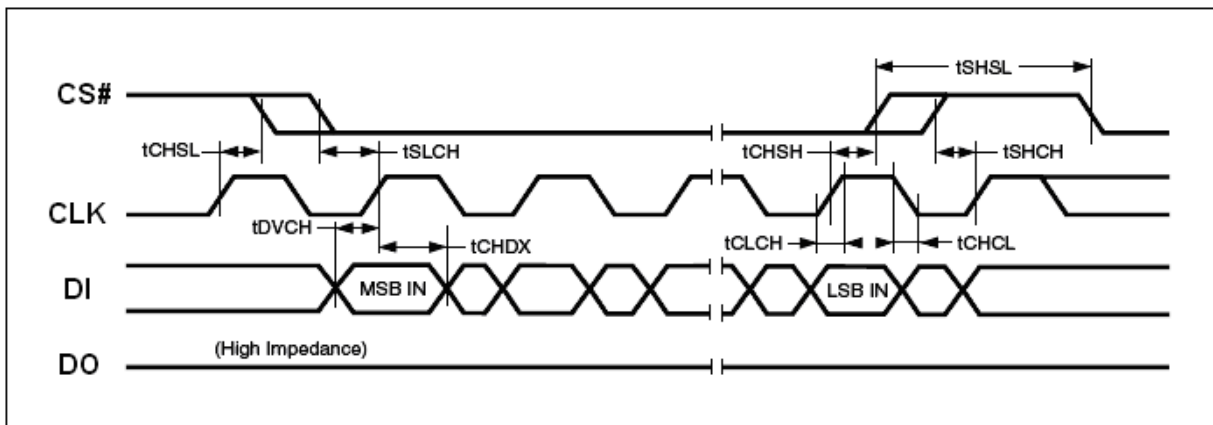 tSHSL
CS#
tCHSL
tSLCH
tCHSH
tSHCH
CLK
tDVCH
tCHDX
tCLCH
tCHCL
DI
MSB IN
LSB IN
(High Impedance)
DO